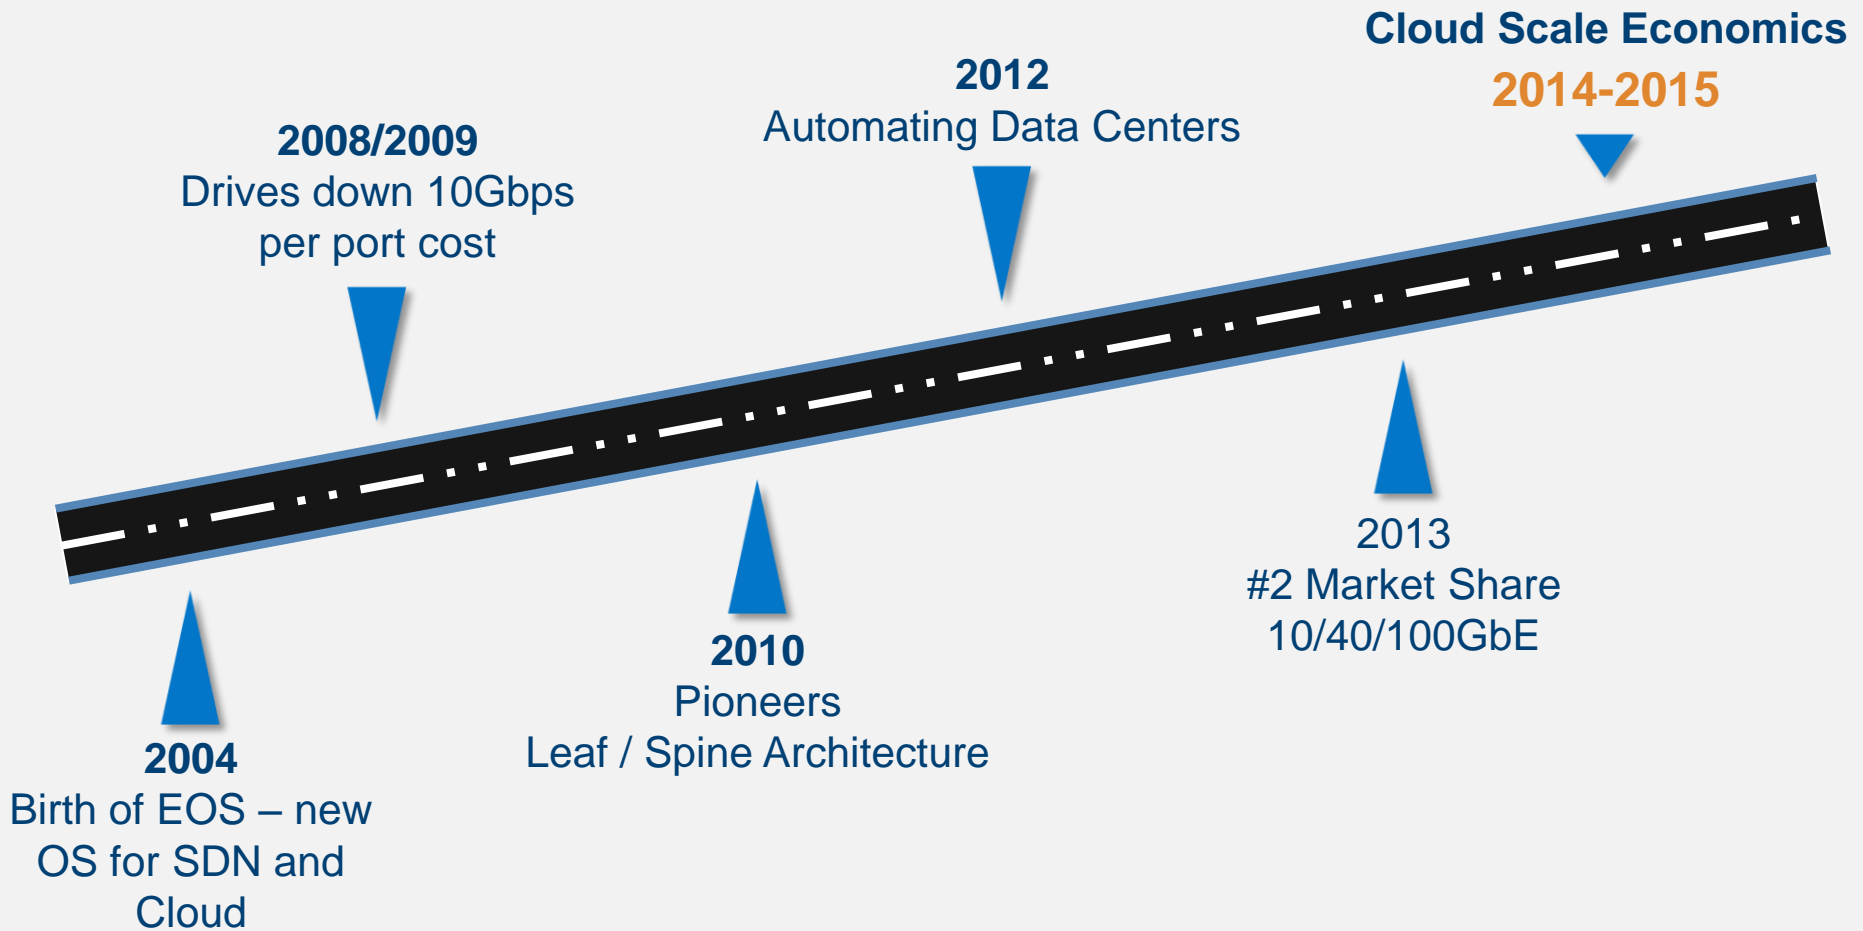 Cloud Scale Economics
2014-2015
2012
Automating Data Centers
2008/2009
Drives down 10Gbps
per port cost
2013
#2 Market Share
10/40/100GbE
2010
Pioneers
Leaf / Spine Architecture
2004
Birth of EOS – new
OS for SDN and
Cloud